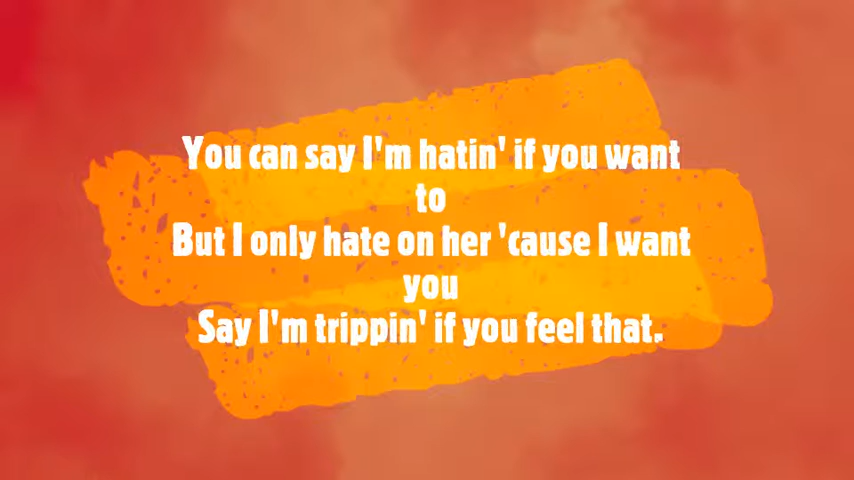 You can say I'm hatin' if you want
to
But I only hate on her 'cause I want
you
Say I'm trippin' if you feel that.